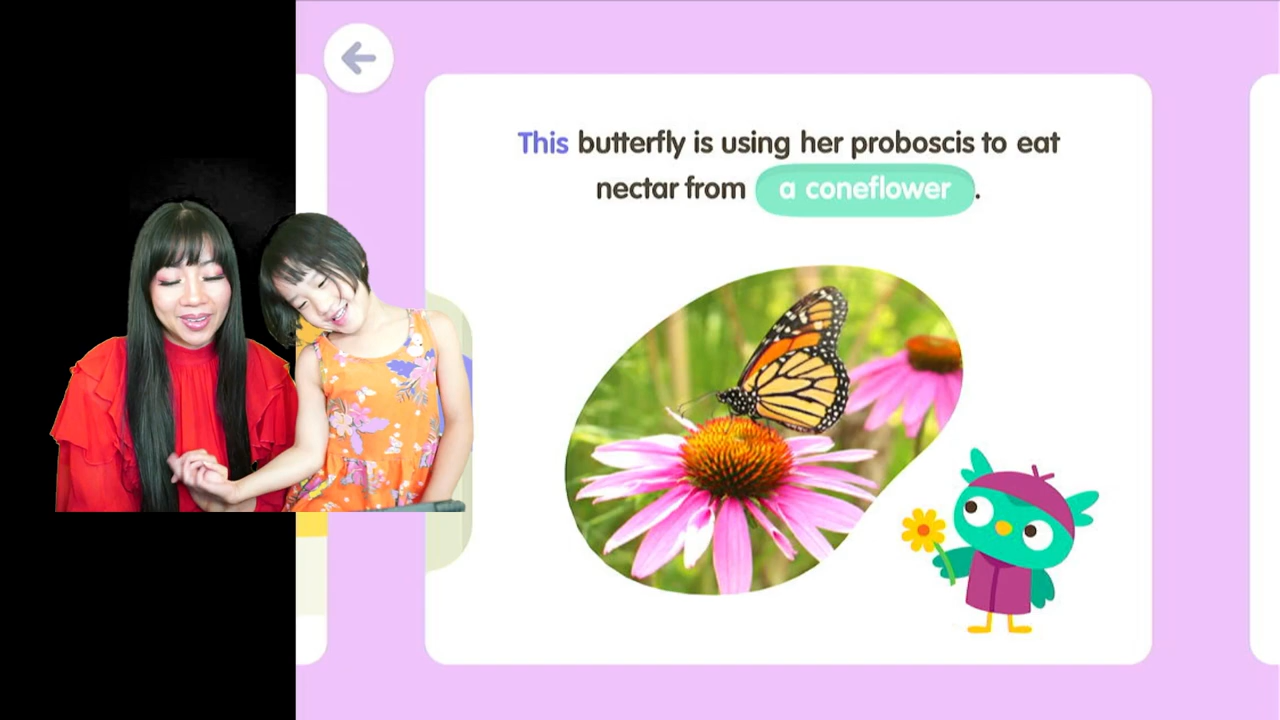 This butterfly is using her proboscis to eat
nectar from a coneflower.